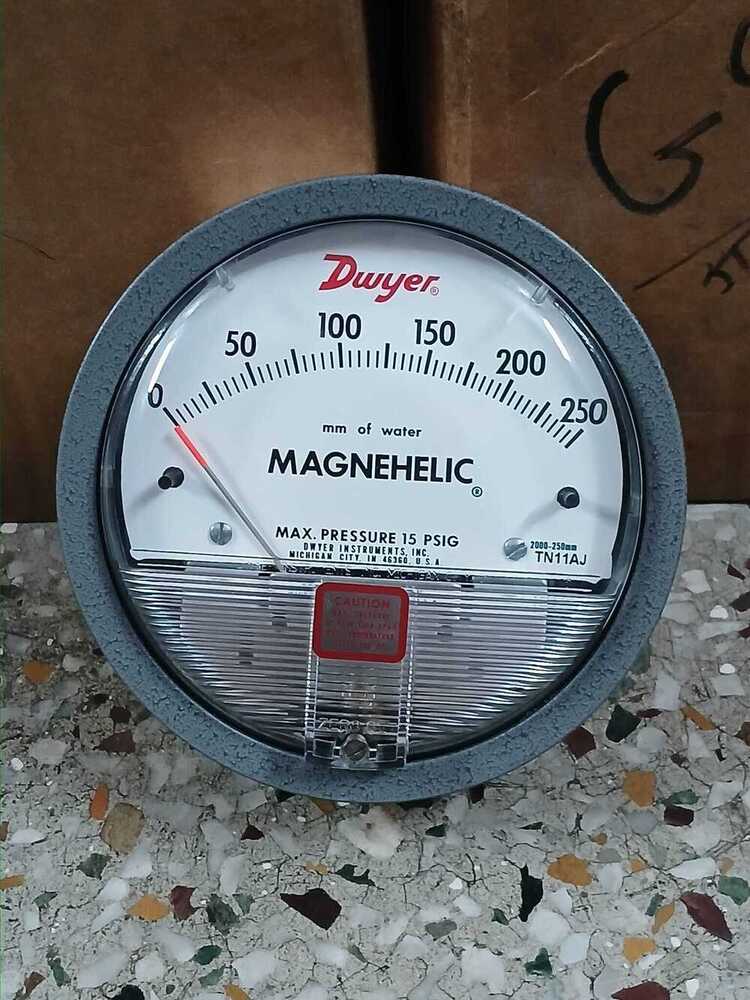 G
Dwyer®
0 50 100 150 200 250
mm of water
MAGNEHELIC®
MAX. PRESSURE 15 PSIG
DWYER INSTRUMENTS, INC.
MICHIGAN CITY, IN 46360, U.S.A.
2000-250mm
TN11AJ
CAUTION